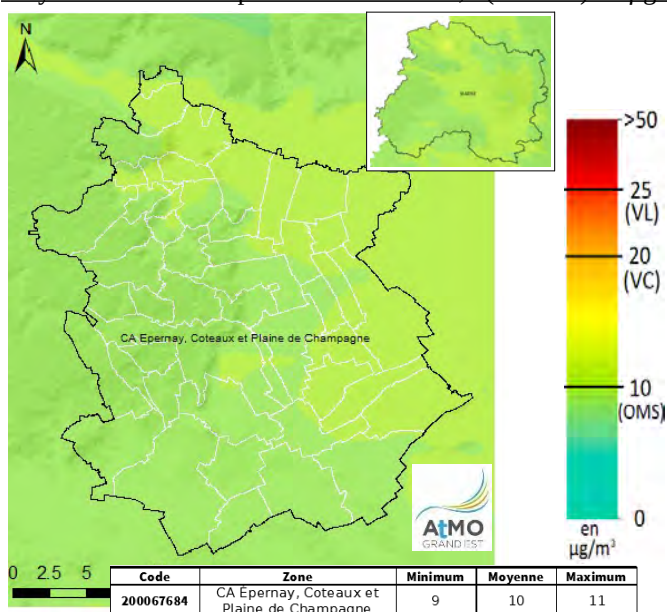 N
MARNE
>50
25
(VL)
20
(VC)
CA Epernay, Coteaux et Plaine de Champagne
10
(OMS)
0
en
µg/m³
ATMO
GRAND EST
0 2.5 5
Code Zone Minimum Moyenne Maximum
200067684 CA Épernay, Coteaux et Plaine de Champagne 9 10 11